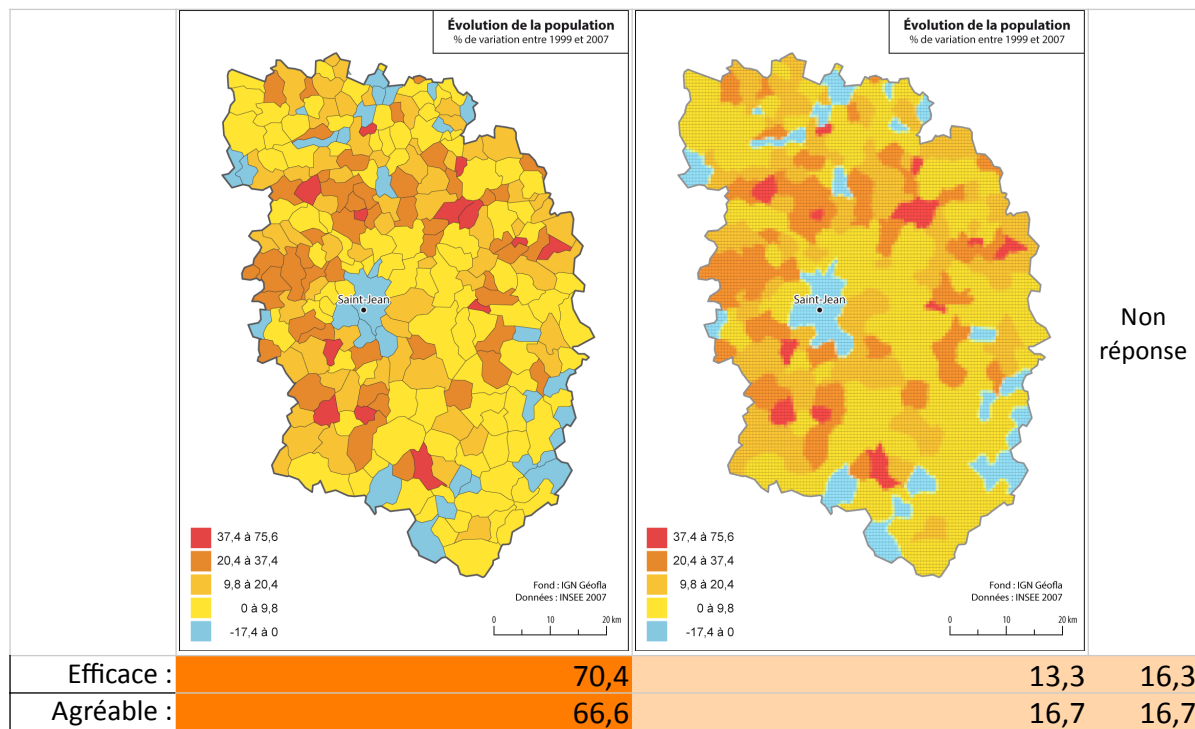 Évolution de la population
% de variation entre 1999 et 2007
Saint-Jean
37,4 à 75,6
20,4 à 37,4
9,8 à 20,4
0 à 9,8
-17,4 à 0
Fond : IGN Géofla
Données : INSEE 2007
0 10 20 km
Évolution de la population
% de variation entre 1999 et 2007
Saint-Jean
37,4 à 75,6
20,4 à 37,4
9,8 à 20,4
0 à 9,8
-17,4 à 0
Fond : IGN Géofla
Données : INSEE 2007
0 10 20 km
Non
réponse
Efficace : 70,4 13,3 16,3
Agréable : 66,6 16,7 16,7